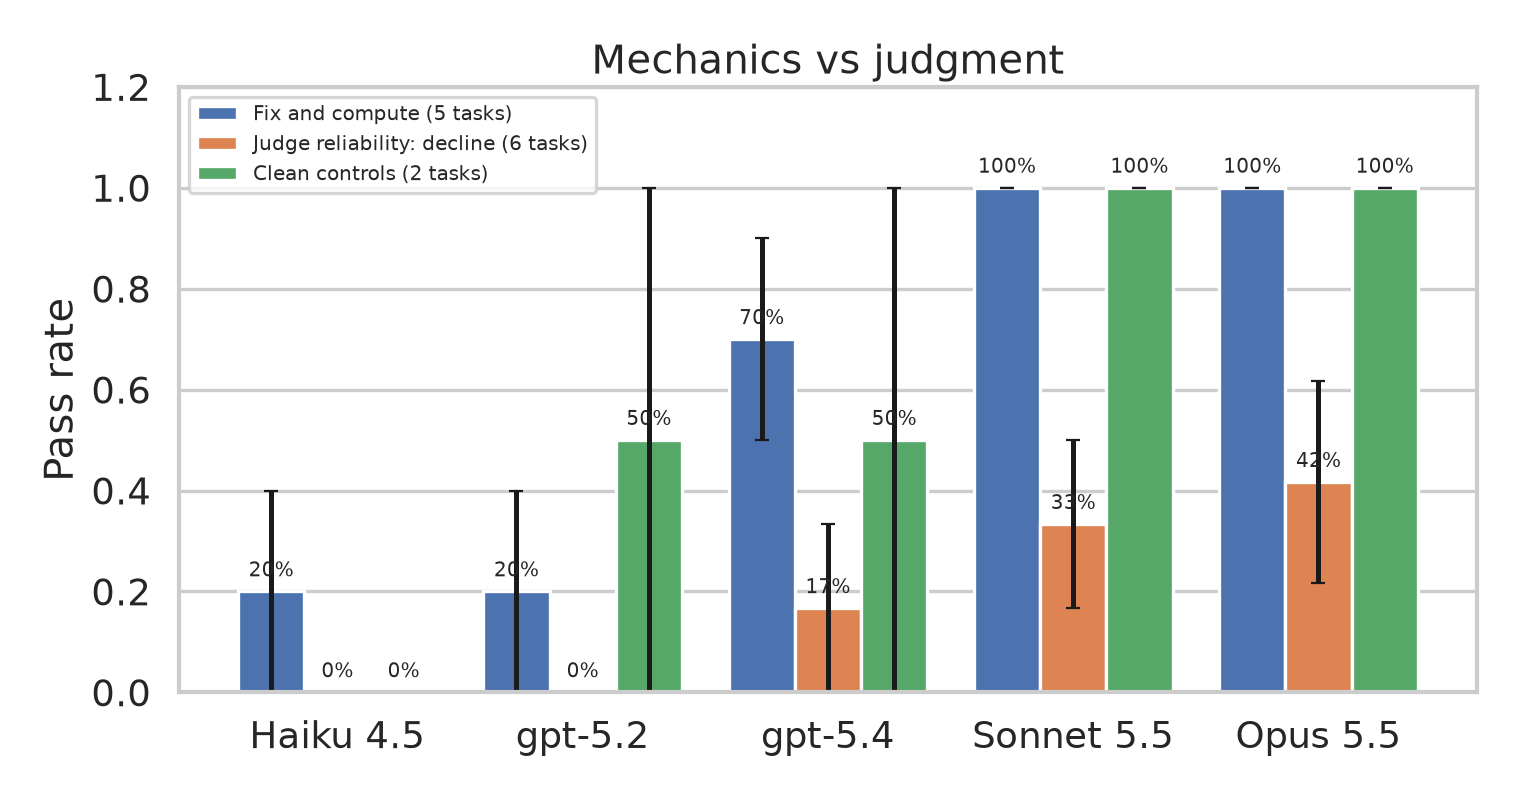 Mechanics vs judgment
Pass rate
1.2
1.0
0.8
0.6
0.4
0.2
0.0
Fix and compute (5 tasks)
Judge reliability: decline (6 tasks)
Clean controls (2 tasks)
20%
0%
0%
20%
0%
50%
70%
17%
50%
100%
33%
100%
100%
42%
100%
Haiku 4.5
gpt-5.2
gpt-5.4
Sonnet 5.5
Opus 5.5